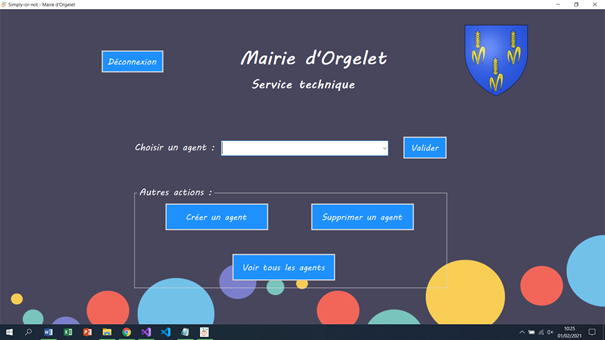 Simply-or-not - Mairie d'Orgelet
Déconnexion
Mairie d'Orgelet
Service technique
Choisir un agent :
Valider
Autres actions :
Créer un agent
Supprimer un agent
Voir tous les agents
10:25
01/02/2021